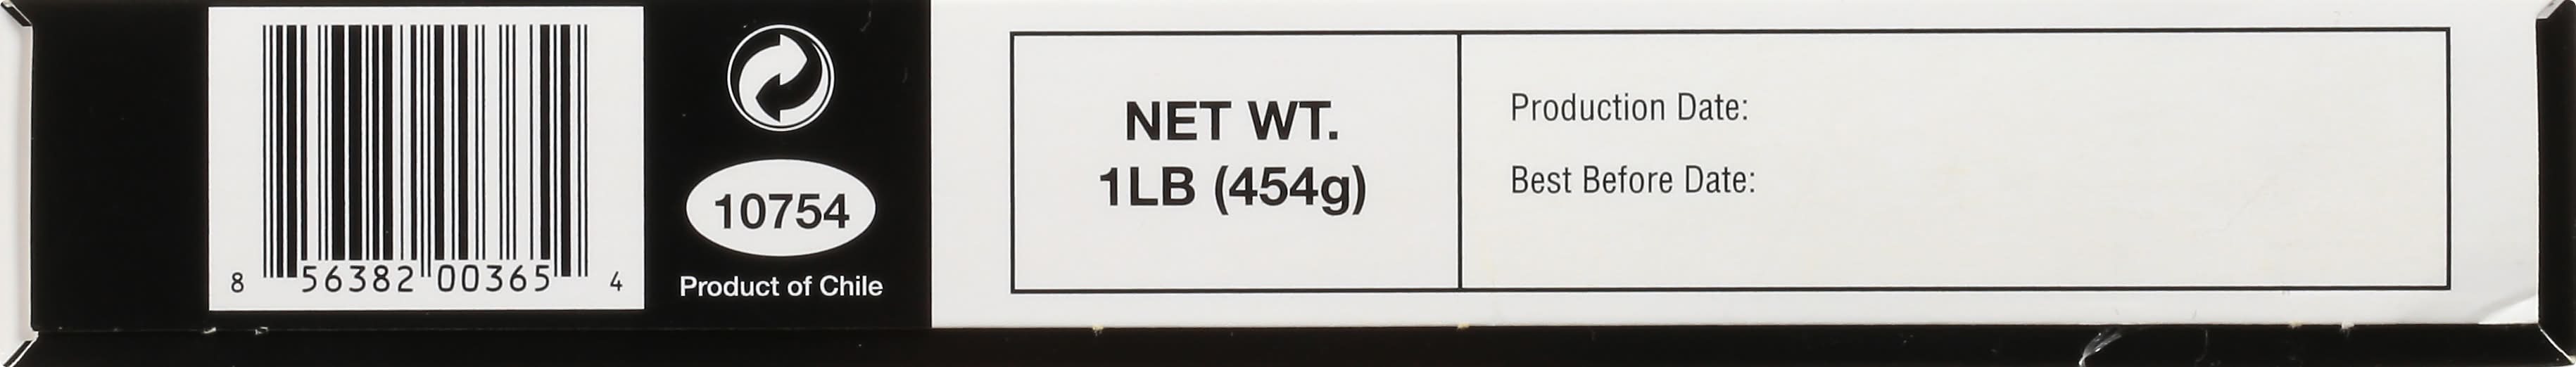 8 56382 00365 4
10754
Product of Chile
NET WT.
1LB (454g)
Production Date:
Best Before Date: